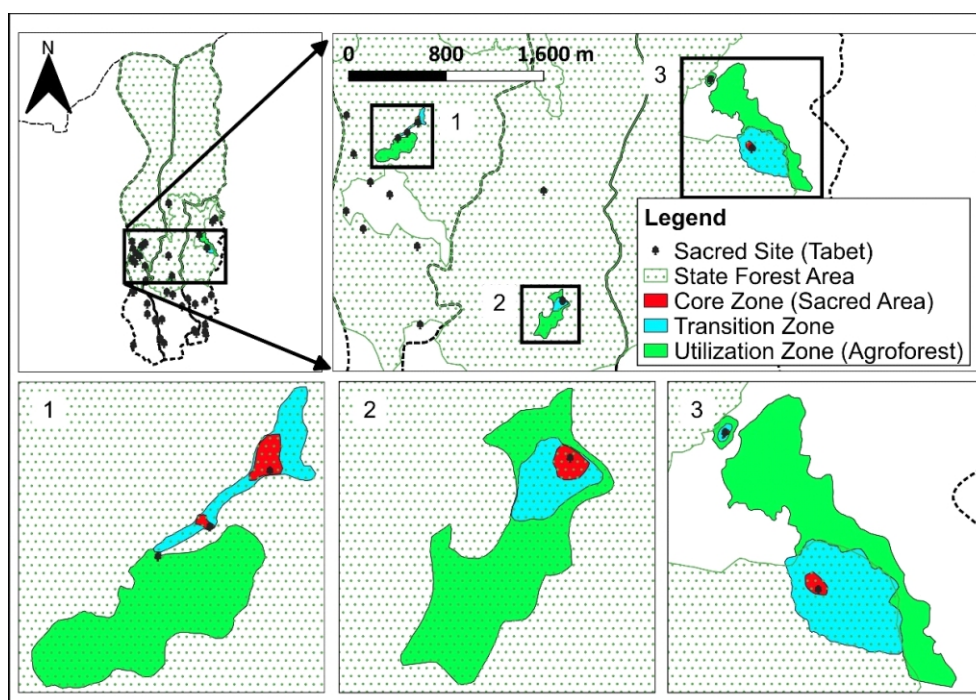 N
0 800 1,600 m
1
2
3
Legend
Sacred Site (Tabet)
State Forest Area
Core Zone (Sacred Area)
Transition Zone
Utilization Zone (Agroforest)
1
2
3